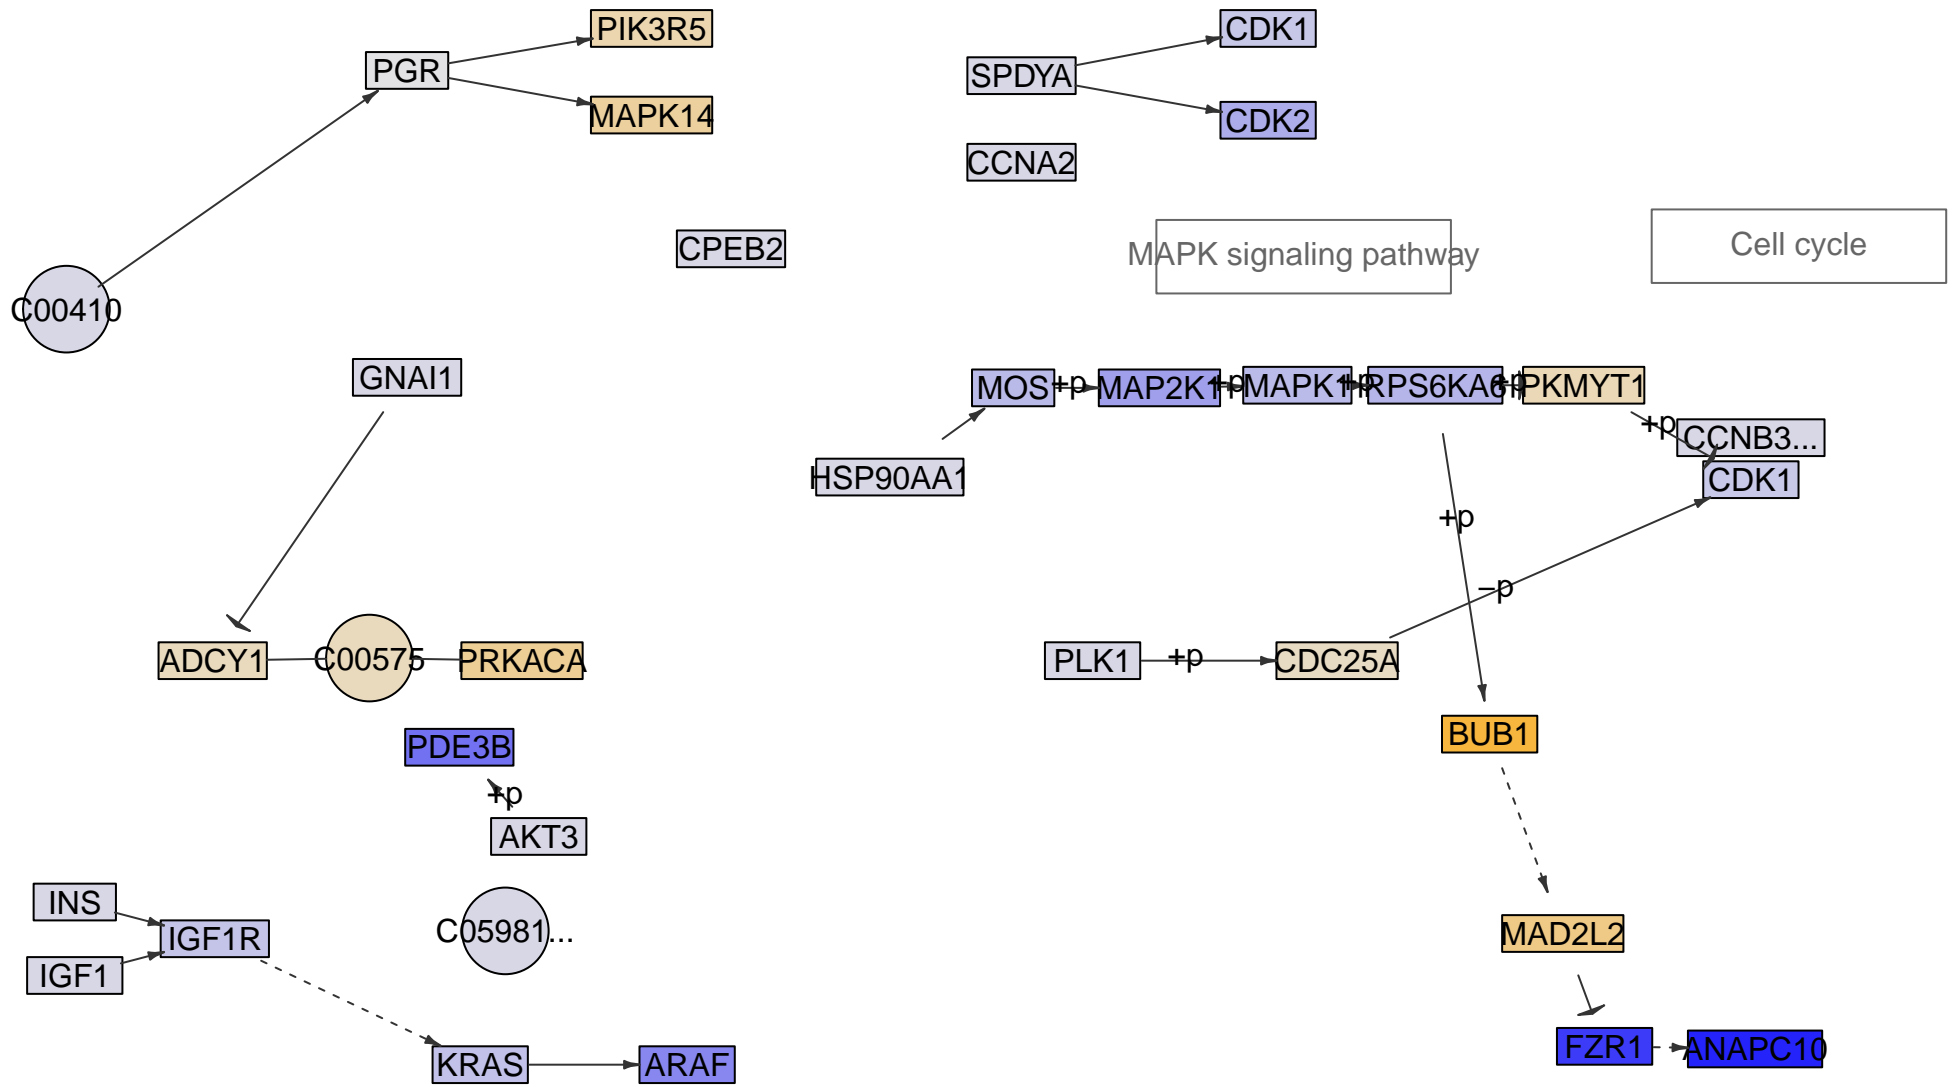 PIK3R5
CDK1
PGR
SPDYA
MAPK14
CDK2
CCNA2
CPEB2
MAPK signaling pathway
Cell cycle
C00410
GNAI1
MOS
+p
MAP2K1
+p
MAPK1
+p
RPS6KA6
+p
PKMYT1
+p
CCNB3...
HSP90AA1
CDK1
+p
–p
ADCY1
C00575
PRKACA
PLK1
+p
CDC25A
BUB1
PDE3B
+p
AKT3
INS
IGF1R
C05981...
MAD2L2
IGF1
KRAS
ARAF
FZR1
ANAPC10